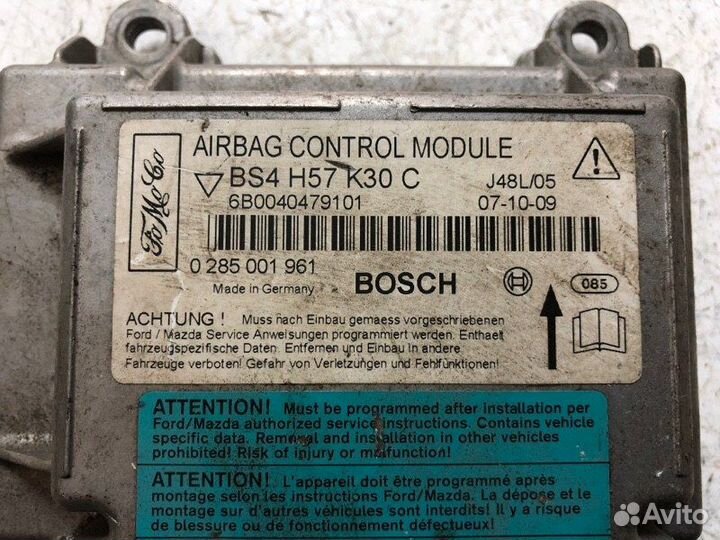 FoMoCo
AIRBAG CONTROL MODULE
BS4 H57 K30 C
J48L/05
6B0040479101
07-10-09
0 285 001 961
BOSCH
085
Made in Germany
ACHTUNG ! Muss nach Einbau gemaess vorgeschriebenen
Ford / Mazda Service Anweisungen programmiert werden. Enthaelt
fahrzeugspezifische Daten. Entfernen und Einbau in andere
Fahrzeuge verboten! Gefahr von Verletzungen und Fehlfunktionen!
ATTENTION! Must be programmed after installation per
Ford/Mazda authorized service instructions. Contains vehicle
specific data. Removal and installation in other vehicles
prohibited! Risk of injury or malfunction!
ATTENTION! L'appareil doit être programmé après
montage selon les instructions Ford/Mazda. La dépose et le
montage sur d'autres véhicules sont interdits! Il y a risque
de blessure ou de fonctionnement défectueux!
Avito